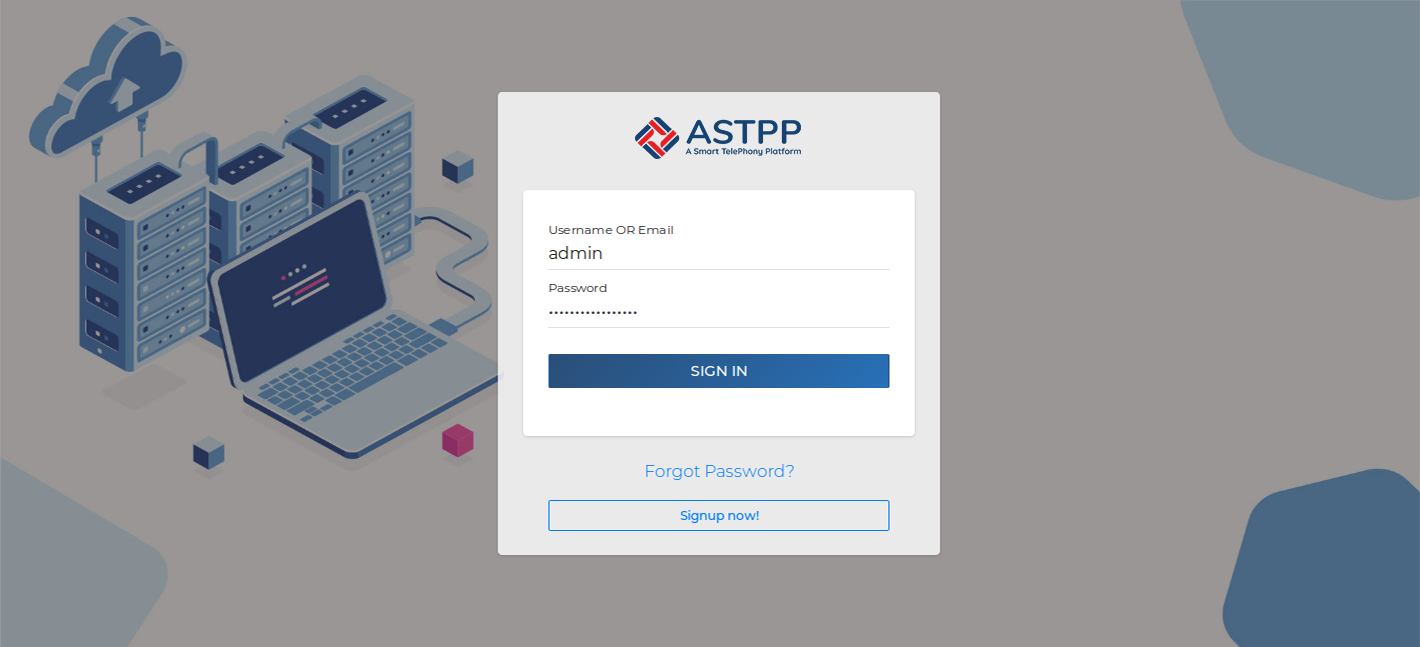 ASTPP
A Smart TelePhony Platform
Username OR Email
admin
Password
•••••••••••••••••
SIGN IN
Forgot Password?
Signup now!